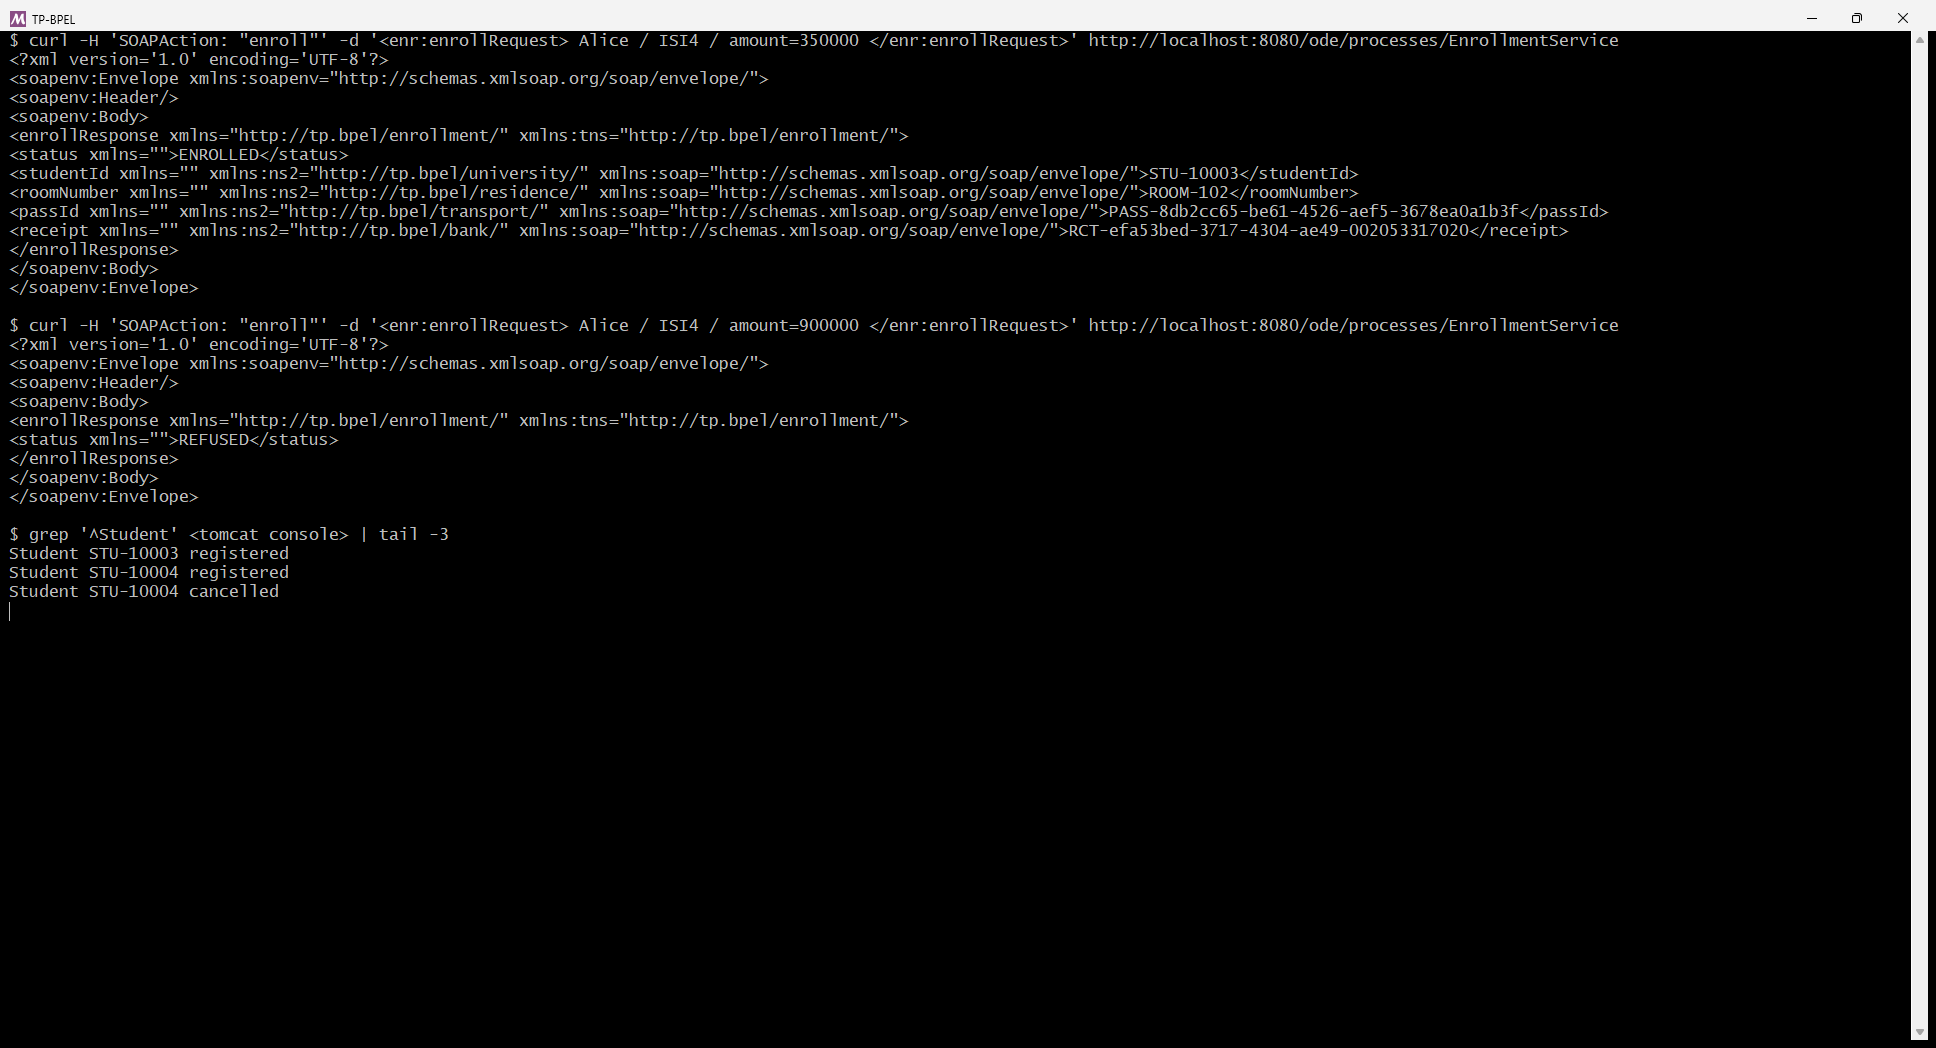 TP-BPEL
$ curl -H 'SOAPAction: "enroll"' -d '<enr:enrollRequest> Alice / ISI4 / amount=350000 </enr:enrollRequest>' http://localhost:8080/ode/processes/EnrollmentService
<?xml version='1.0' encoding='UTF-8'?>
<soapenv:Envelope xmlns:soapenv="http://schemas.xmlsoap.org/soap/envelope/">
<soapenv:Header/>
<soapenv:Body>
<enrollResponse xmlns="http://tp.bpel/enrollment/" xmlns:tns="http://tp.bpel/enrollment/">
<status xmlns="">ENROLLED</status>
<studentId xmlns="" xmlns:ns2="http://tp.bpel/university/" xmlns:soap="http://schemas.xmlsoap.org/soap/envelope/">STU-10003</studentId>
<roomNumber xmlns="" xmlns:ns2="http://tp.bpel/residence/" xmlns:soap="http://schemas.xmlsoap.org/soap/envelope/">ROOM-102</roomNumber>
<passId xmlns="" xmlns:ns2="http://tp.bpel/transport/" xmlns:soap="http://schemas.xmlsoap.org/soap/envelope/">PASS-8db2cc65-be61-4526-aef5-3678ea0a1b3f</passId>
<receipt xmlns="" xmlns:ns2="http://tp.bpel/bank/" xmlns:soap="http://schemas.xmlsoap.org/soap/envelope/">RCT-efa53bed-3717-4304-ae49-002053317020</receipt>
</enrollResponse>
</soapenv:Body>
</soapenv:Envelope>
$ curl -H 'SOAPAction: "enroll"' -d '<enr:enrollRequest> Alice / ISI4 / amount=900000 </enr:enrollRequest>' http://localhost:8080/ode/processes/EnrollmentService
<?xml version='1.0' encoding='UTF-8'?>
<soapenv:Envelope xmlns:soapenv="http://schemas.xmlsoap.org/soap/envelope/">
<soapenv:Header/>
<soapenv:Body>
<enrollResponse xmlns="http://tp.bpel/enrollment/" xmlns:tns="http://tp.bpel/enrollment/">
<status xmlns="">REFUSED</status>
</enrollResponse>
</soapenv:Body>
</soapenv:Envelope>
$ grep '^Student' <tomcat console> | tail -3
Student STU-10003 registered
Student STU-10004 registered
Student STU-10004 cancelled